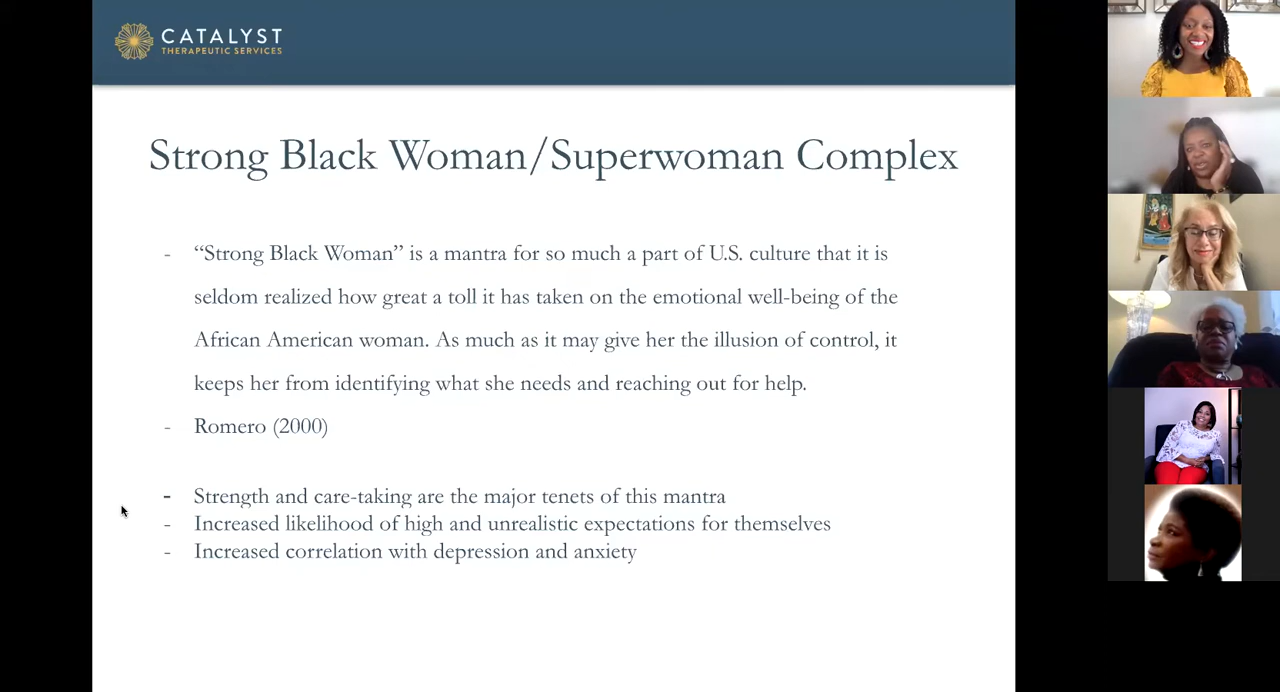 CATALYST
THERAPEUTIC SERVICES
Strong Black Woman/Superwoman Complex
- “Strong Black Woman” is a mantra for so much a part of U.S. culture that it is
seldom realized how great a toll it has taken on the emotional well-being of the
African American woman. As much as it may give her the illusion of control, it
keeps her from identifying what she needs and reaching out for help.
- Romero (2000)
- Strength and care-taking are the major tenets of this mantra
- Increased likelihood of high and unrealistic expectations for themselves
- Increased correlation with depression and anxiety